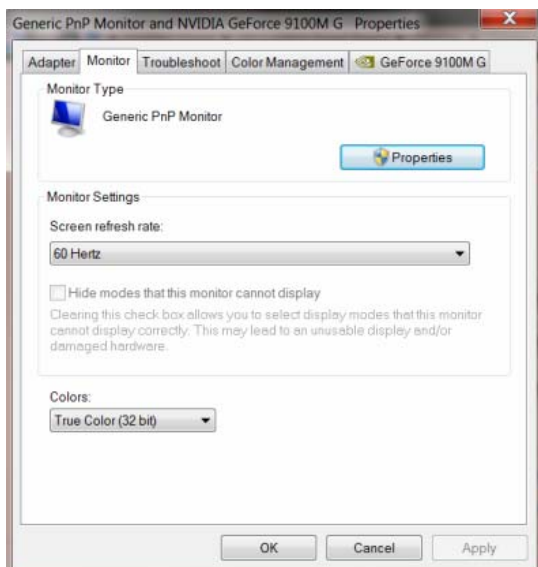 Generic PnP Monitor and NVIDIA GeForce 9100M G Properties
Adapter Monitor Troubleshoot Color Management GeForce 9100M G
Monitor Type
Generic PnP Monitor
Properties
Monitor Settings
Screen refresh rate:
60 Hertz
Hide modes that this monitor cannot display
Clearing this check box allows you to select display modes that this monitor
cannot display correctly. This may lead to an unusable display and/or
damaged hardware.
Colors:
True Color (32 bit)
OK Cancel Apply